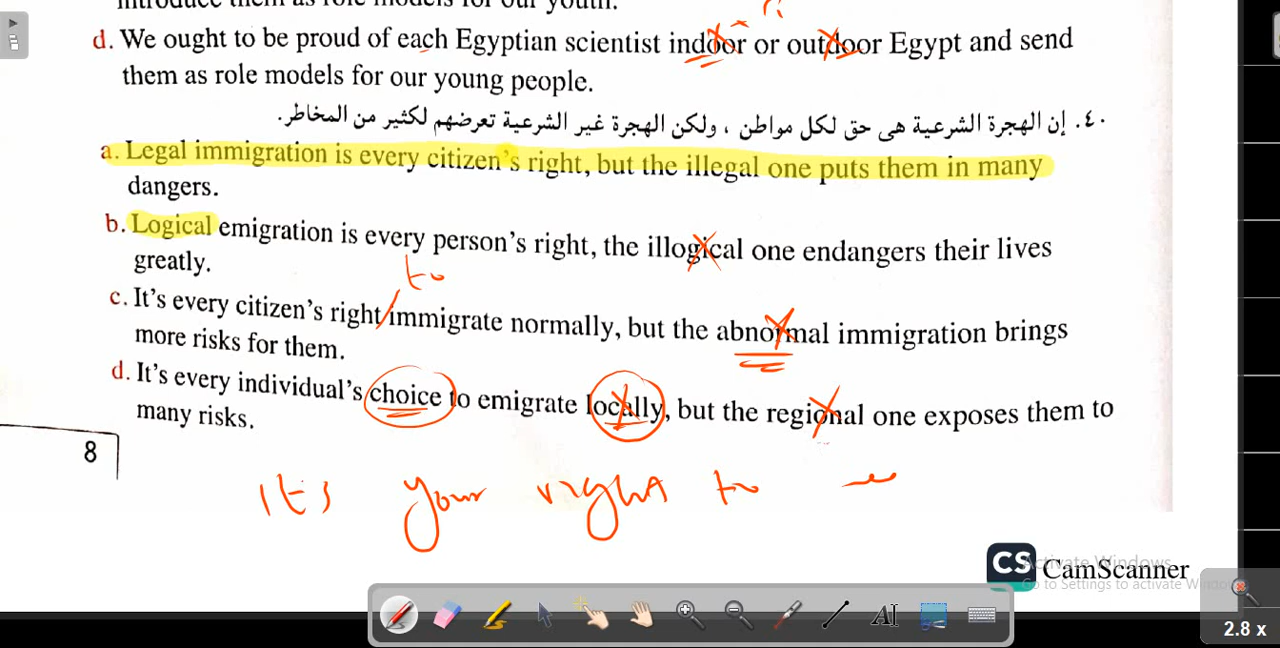 introduce them as role models for our youth.
d. We ought to be proud of each Egyptian scientist indoor or outdoor Egypt and send
them as role models for our young people.
٤٠. إن الهجرة الشرعية هى حق لكل مواطن ، ولكن الهجرة غير الشرعية تعرضهم لكثير من المخاطر.
a. Legal immigration is every citizen's right, but the illegal one puts them in many
dangers.
b. Logical emigration is every person's right, the illogical one endangers their lives
greatly.
to
c. It's every citizen's right/immigrate normally, but the abnormal immigration brings
more risks for them.
d. It's every individual's choice to emigrate locally, but the regional one exposes them to
many risks.
8
It's your right to
CS CamScanner
Activate Windows
Go to Settings to activate
AI
2.8 x